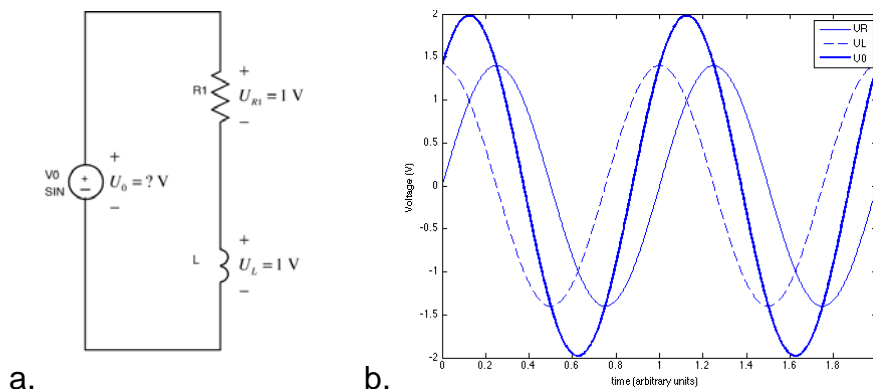 +
R1
U_{R1} = 1 V
−
V0
SIN
+
−
+
U_0 = ? V
−
L
+
U_L = 1 V
−
a.
b.
2
1.5
1
0.5
0
-0.5
-1
-1.5
-2
Voltage (V)
UR
UL
U0
0 0.2 0.4 0.6 0.8 1 1.2 1.4 1.6 1.8
time (arbitrary units)